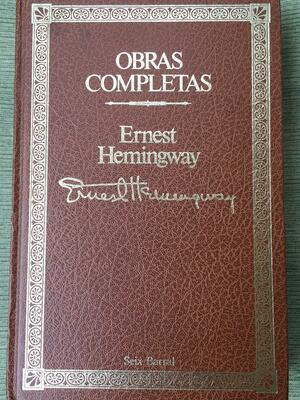 OBRAS
COMPLETAS
Ernest
Hemingway
Ernest Hemingway
Seix Barral